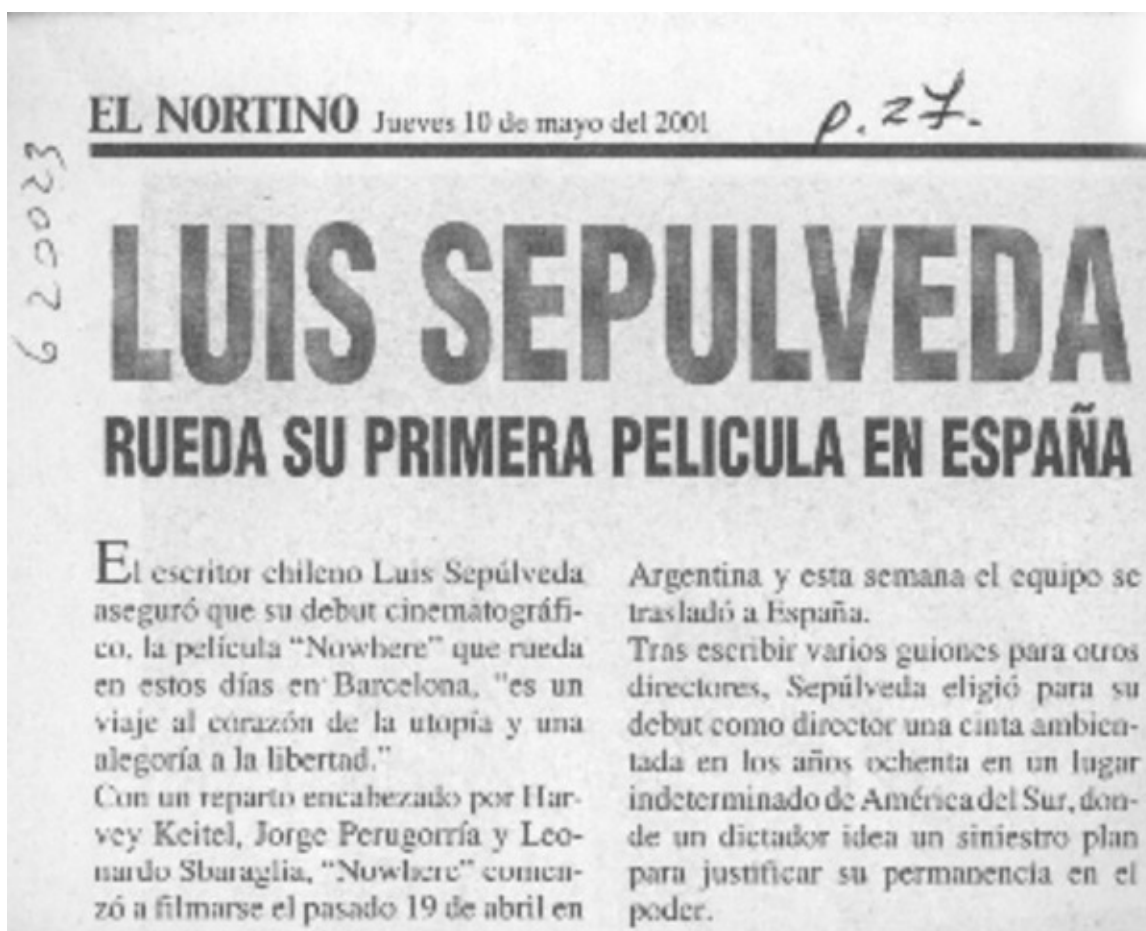 EL NORTINO Jueves 10 de mayo del 2001
p. 27.
620023
LUIS SEPULVEDA
RUEDA SU PRIMERA PELICULA EN ESPAÑA
El escritor chileno Luis Sepúlveda
aseguró que su debut cinematográfi-
co, la película "Nowhere" que rueda
en estos días en Barcelona, "es un
viaje al corazón de la utopía y una
alegoría a la libertad."
Con un reparto encabezado por Har-
vey Keitel, Jorge Perugorría y Leo-
nardo Sbaraglia, "Nowhere" comen-
zó a filmarse el pasado 19 de abril en
Argentina y esta semana el equipo se
trasladó a España.
Tras escribir varios guiones para otros
directores, Sepúlveda eligió para su
debut como director una cinta ambien-
tada en los años ochenta en un lugar
indeterminado de América del Sur, don-
de un dictador idea un siniestro plan
para justificar su permanencia en el
poder.